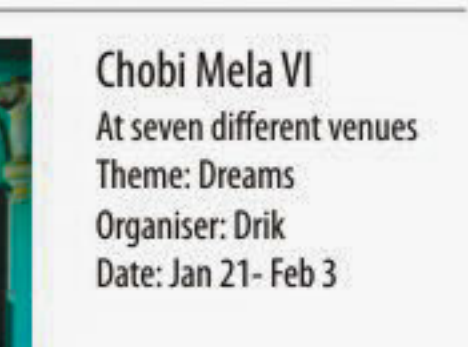 Chobi Mela VI
At seven different venues
Theme: Dreams
Organiser: Drik
Date: Jan 21- Feb 3